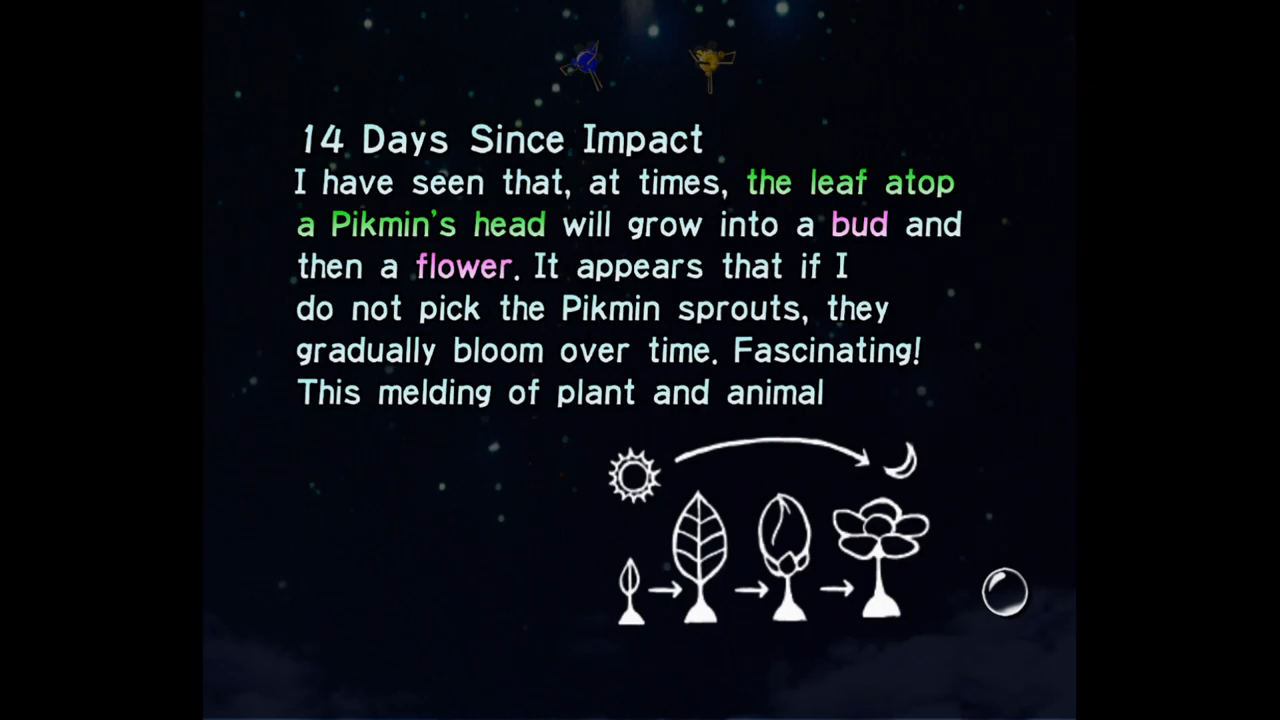 14 Days Since Impact
I have seen that, at times, the leaf atop
a Pikmin's head will grow into a bud and
then a flower. It appears that if I
do not pick the Pikmin sprouts, they
gradually bloom over time. Fascinating!
This melding of plant and animal